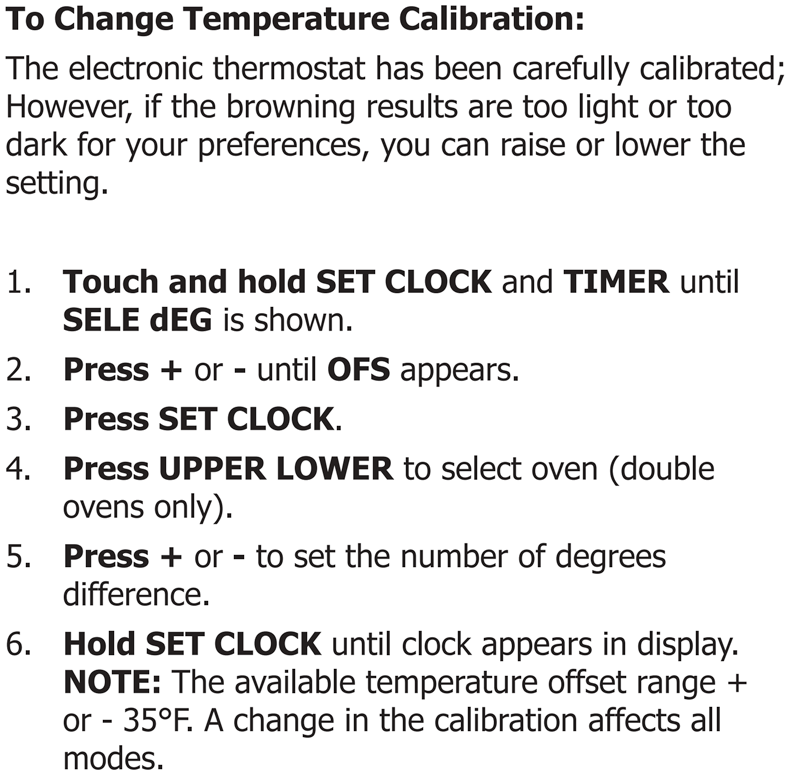 To Change Temperature Calibration:
The electronic thermostat has been carefully calibrated;
However, if the browning results are too light or too
dark for your preferences, you can raise or lower the
setting.
1. Touch and hold SET CLOCK and TIMER until
SELE dEG is shown.
2. Press + or - until OFS appears.
3. Press SET CLOCK.
4. Press UPPER LOWER to select oven (double
ovens only).
5. Press + or - to set the number of degrees
difference.
6. Hold SET CLOCK until clock appears in display.
NOTE: The available temperature offset range +
or - 35°F. A change in the calibration affects all
modes.